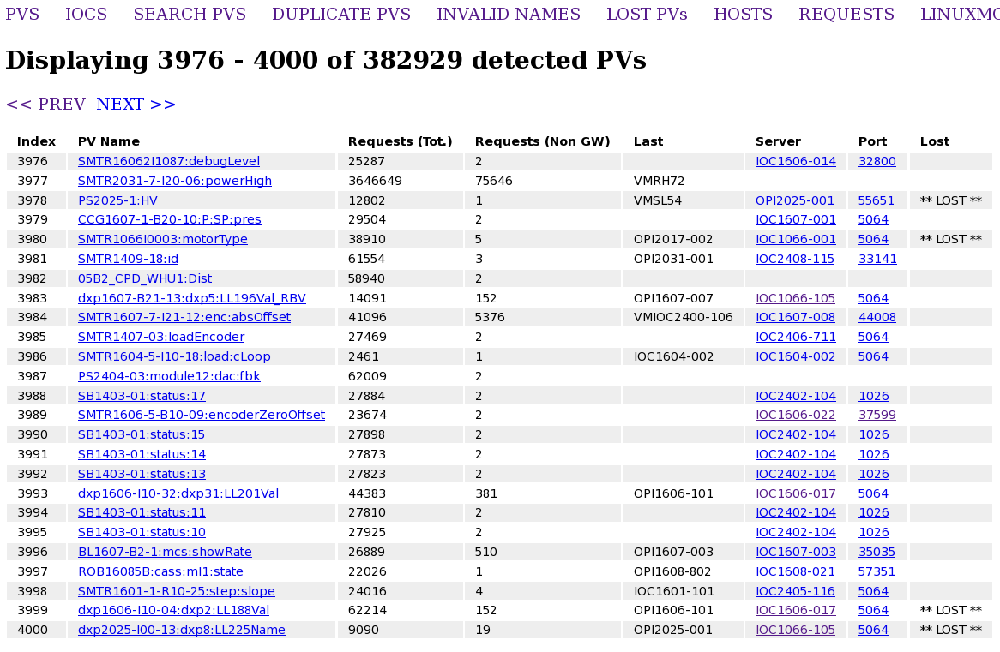 PVS IOCS SEARCH PVS DUPLICATE PVS INVALID NAMES LOST PVs HOSTS REQUESTS LINUXMO
Displaying 3976 - 4000 of 382929 detected PVs
<< PREV NEXT >>
Index PV Name Requests (Tot.) Requests (Non GW) Last Server Port Lost
3976 SMTR16062I1087:debugLevel 25287 2 IOC1606-014 32800
3977 SMTR2031-7-I20-06:powerHigh 3646649 75646 VMRH72
3978 PS2025-1:HV 12802 1 VMSL54 OPI2025-001 55651 ** LOST **
3979 CCG1607-1-B20-10:P:SP:pres 29504 2 IOC1607-001 5064
3980 SMTR1066I0003:motorType 38910 5 OPI2017-002 IOC1066-001 5064 ** LOST **
3981 SMTR1409-18:id 61554 3 OPI2031-001 IOC2408-115 33141
3982 05B2_CPD_WHU1:Dist 58940 2
3983 dxp1607-B21-13:dxp5:LL196Val_RBV 14091 152 OPI1607-007 IOC1066-105 5064
3984 SMTR1607-7-I21-12:enc:absOffset 41096 5376 VMIOC2400-106 IOC1607-008 44008
3985 SMTR1407-03:loadEncoder 27469 2 IOC2406-711 5064
3986 SMTR1604-5-I10-18:load:cLoop 2461 1 IOC1604-002 IOC1604-002 5064
3987 PS2404-03:module12:dac:fbk 62009 2
3988 SB1403-01:status:17 27884 2 IOC2402-104 1026
3989 SMTR1606-5-B10-09:encoderZeroOffset 23674 2 IOC1606-022 37599
3990 SB1403-01:status:15 27898 2 IOC2402-104 1026
3991 SB1403-01:status:14 27873 2 IOC2402-104 1026
3992 SB1403-01:status:13 27823 2 IOC2402-104 1026
3993 dxp1606-I10-32:dxp31:LL201Val 44383 381 OPI1606-101 IOC1606-017 5064
3994 SB1403-01:status:11 27810 2 IOC2402-104 1026
3995 SB1403-01:status:10 27925 2 IOC2402-104 1026
3996 BL1607-B2-1:mcs:showRate 26889 510 OPI1607-003 IOC1607-003 35035
3997 ROB16085B:cass:mI1:state 22026 1 OPI1608-802 IOC1608-021 57351
3998 SMTR1601-1-R10-25:step:slope 24016 4 IOC1601-101 IOC2405-116 5064
3999 dxp1606-I10-04:dxp2:LL188Val 62214 152 OPI1606-101 IOC1606-017 5064 ** LOST **
4000 dxp2025-I00-13:dxp8:LL225Name 9090 19 OPI2025-001 IOC1066-105 5064 ** LOST **